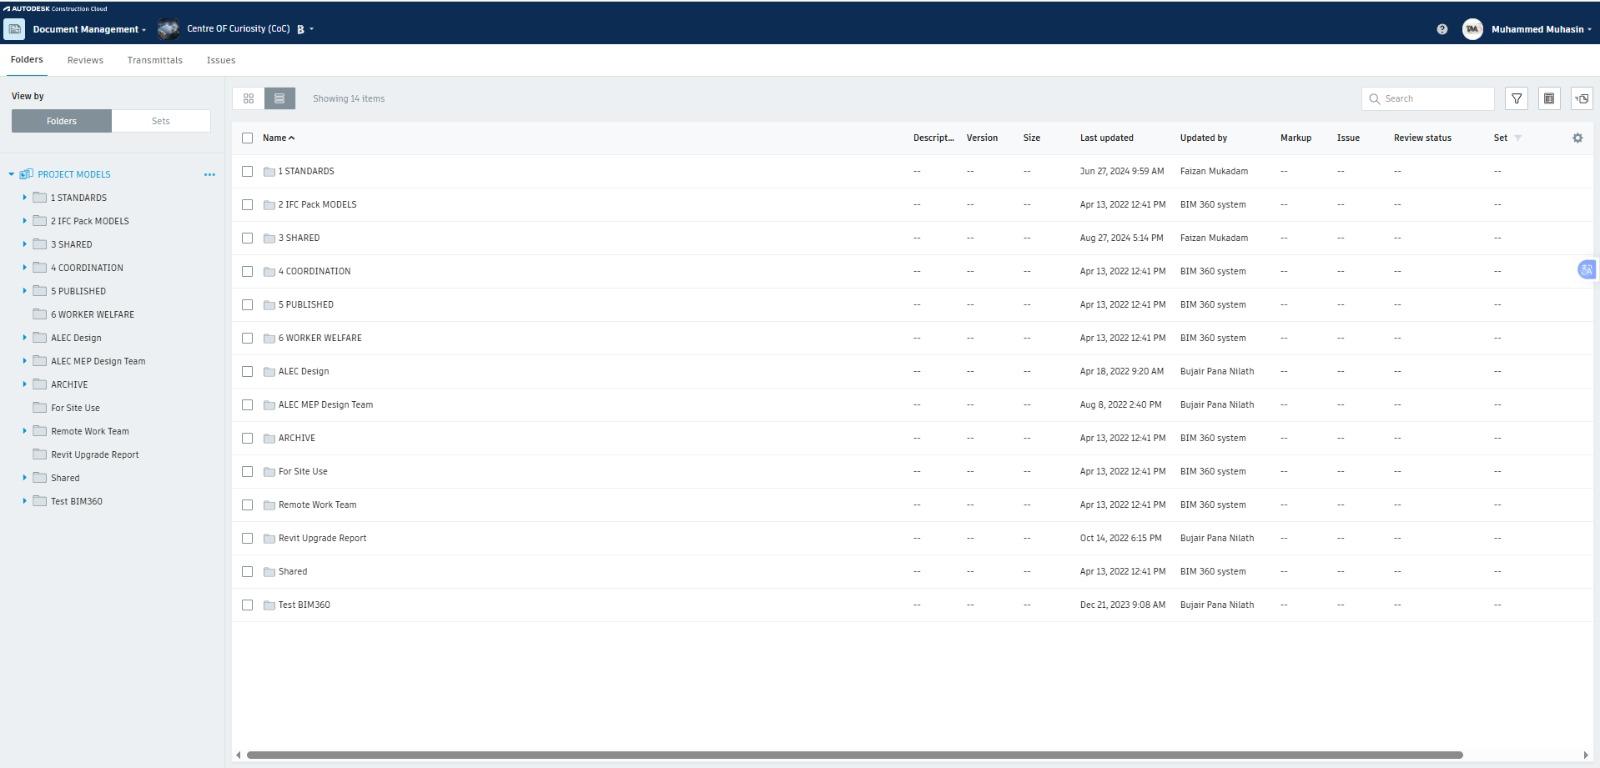 AUTODESK Construction Cloud
Document Management
Centre OF Curiosity (CoC) B
Muhammed Muhasin
Folders Reviews Transmittals Issues
View by
Folders Sets
Showing 14 items
Search
PROJECT MODELS
1 STANDARDS
2 IFC Pack MODELS
3 SHARED
4 COORDINATION
5 PUBLISHED
6 WORKER WELFARE
ALEC Design
ALEC MEP Design Team
ARCHIVE
For Site Use
Remote Work Team
Revit Upgrade Report
Shared
Test BIM360
Name Descript... Version Size Last updated Updated by Markup Issue Review status Set
1 STANDARDS -- -- -- Jun 27, 2024 9:59 AM Faizan Mukadam -- -- -- --
2 IFC Pack MODELS -- -- -- Apr 13, 2022 12:41 PM BIM 360 system -- -- -- --
3 SHARED -- -- -- Aug 27, 2024 5:14 PM Faizan Mukadam -- -- -- --
4 COORDINATION -- -- -- Apr 13, 2022 12:41 PM BIM 360 system -- -- -- --
5 PUBLISHED -- -- -- Apr 13, 2022 12:41 PM BIM 360 system -- -- -- --
6 WORKER WELFARE -- -- -- Apr 13, 2022 12:41 PM BIM 360 system -- -- -- --
ALEC Design -- -- -- Apr 18, 2022 9:20 AM Bujair Pana Nilath -- -- -- --
ALEC MEP Design Team -- -- -- Aug 8, 2022 2:40 PM Bujair Pana Nilath -- -- -- --
ARCHIVE -- -- -- Apr 13, 2022 12:41 PM BIM 360 system -- -- -- --
For Site Use -- -- -- Apr 13, 2022 12:41 PM BIM 360 system -- -- -- --
Remote Work Team -- -- -- Apr 13, 2022 12:41 PM BIM 360 system -- -- -- --
Revit Upgrade Report -- -- -- Oct 14, 2022 6:15 PM Bujair Pana Nilath -- -- -- --
Shared -- -- -- Apr 13, 2022 12:41 PM BIM 360 system -- -- -- --
Test BIM360 -- -- -- Dec 21, 2023 9:08 AM Bujair Pana Nilath -- -- -- --